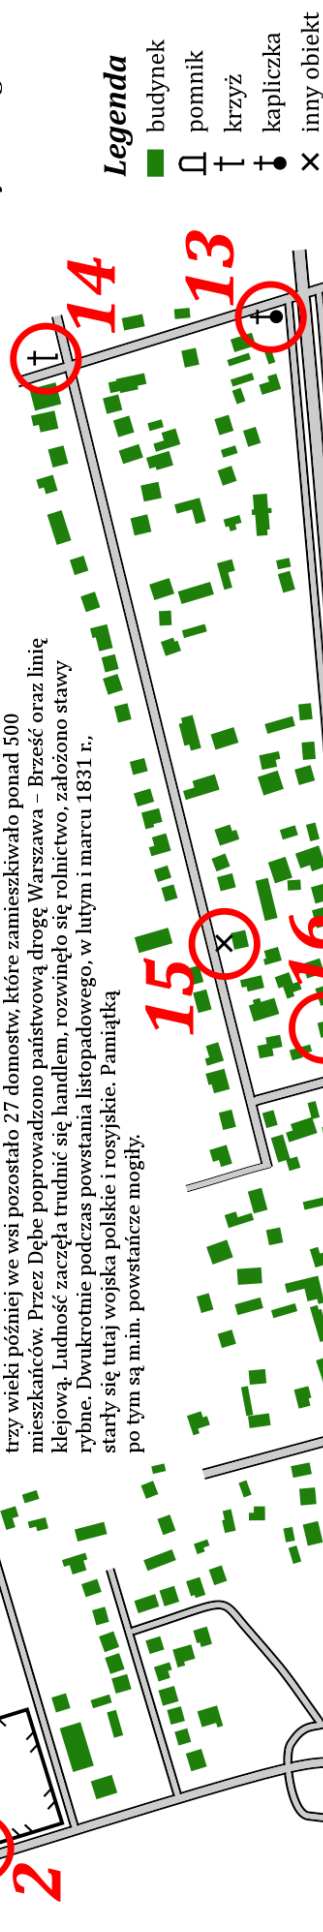 trzy wieki później we wsi pozostało 27 domostw, które zamieszkiwało ponad 500
mieszkańców. Przez Dębe poprowadzono państwową drogę Warszawa – Brześć oraz linię
klejową. Ludność zaczęła trudnić się handlem, rozwinęło się rolnictwo, założono stawy
rybne. Dwukrotnie podczas powstania listopadowego, w lutym i marcu 1831 r.,
starły się tutaj wojska polskie i rosyjskie. Pamiątką
po tym są m.in. powstańcze mogiły.
Legenda
budynek
pomnik
krzyż
kapliczka
inny obiekt
14
13
15
16
2